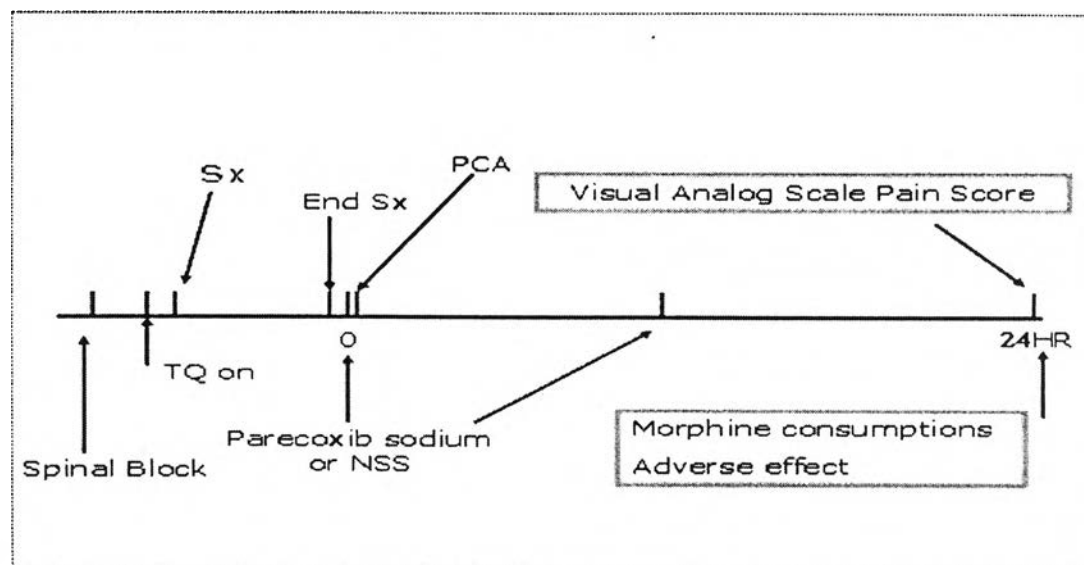 PCA
Sx
Visual Analog Scale Pain Score
End Sx
0
24HR
TQ on
Parecoxib sodium
or NSS
Spinal Block
Morphine consumptions
Adverse effect